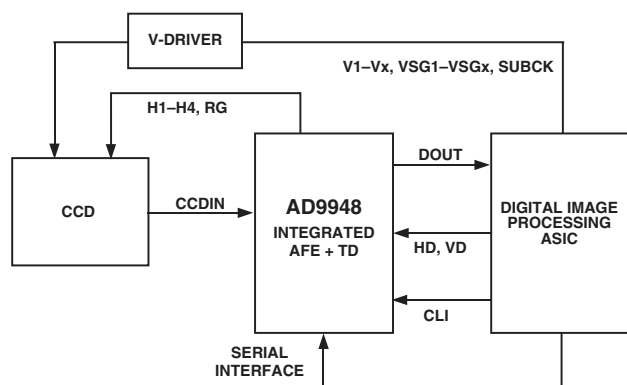 V-DRIVER
V1–Vx, VSG1–VSGx, SUBCK
H1–H4, RG
CCD
CCDIN
AD9948
INTEGRATED
AFE + TD
DOUT
HD, VD
CLI
DIGITAL IMAGE
PROCESSING
ASIC
SERIAL
INTERFACE